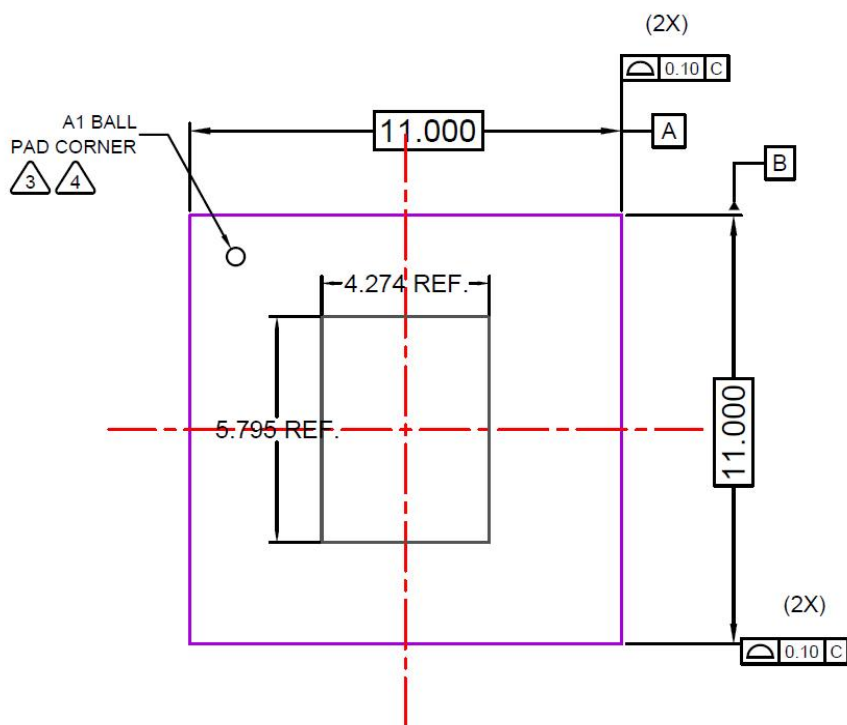 (2X)
0.10 C
A1 BALL
PAD CORNER
3 4
11.000
A
B
4.274 REF.
5.795 REF.
11.000
(2X)
0.10 C